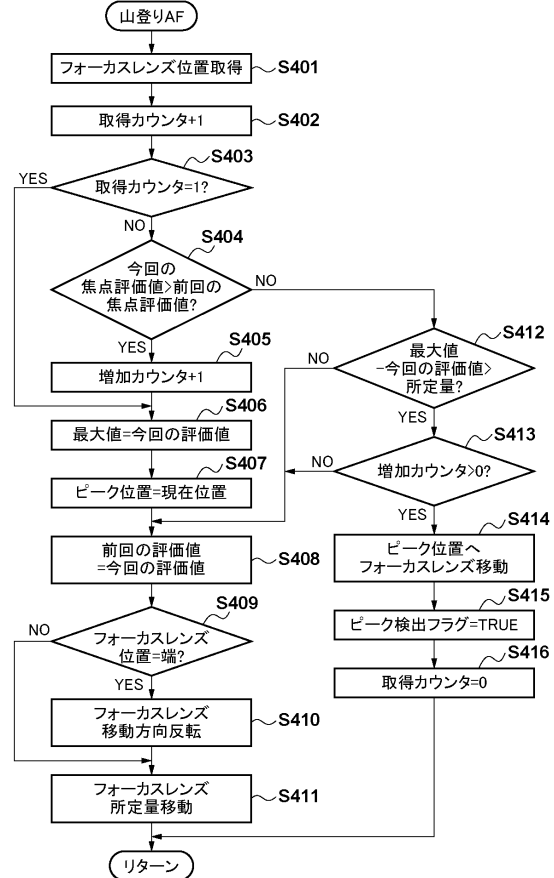 山登りAF
フォーカスレンズ位置取得
S401
取得カウンタ+1
S402
S403
YES
取得カウンタ=1?
NO
S404
今回の
焦点評価値>前回の
焦点評価値?
NO
YES
S405
増加カウンタ+1
S406
最大値=今回の評価値
S407
ピーク位置=現在位置
前回の評価値
=今回の評価値
S408
S409
NO
フォーカスレンズ
位置=端?
YES
フォーカスレンズ
移動方向反転
S410
フォーカスレンズ
所定量移動
S411
リターン
S412
NO
最大値
-今回の評価値>
所定量?
YES
S413
NO
増加カウンタ>0?
YES
S414
ピーク位置へ
フォーカスレンズ移動
S415
ピーク検出フラグ=TRUE
S416
取得カウンタ=0